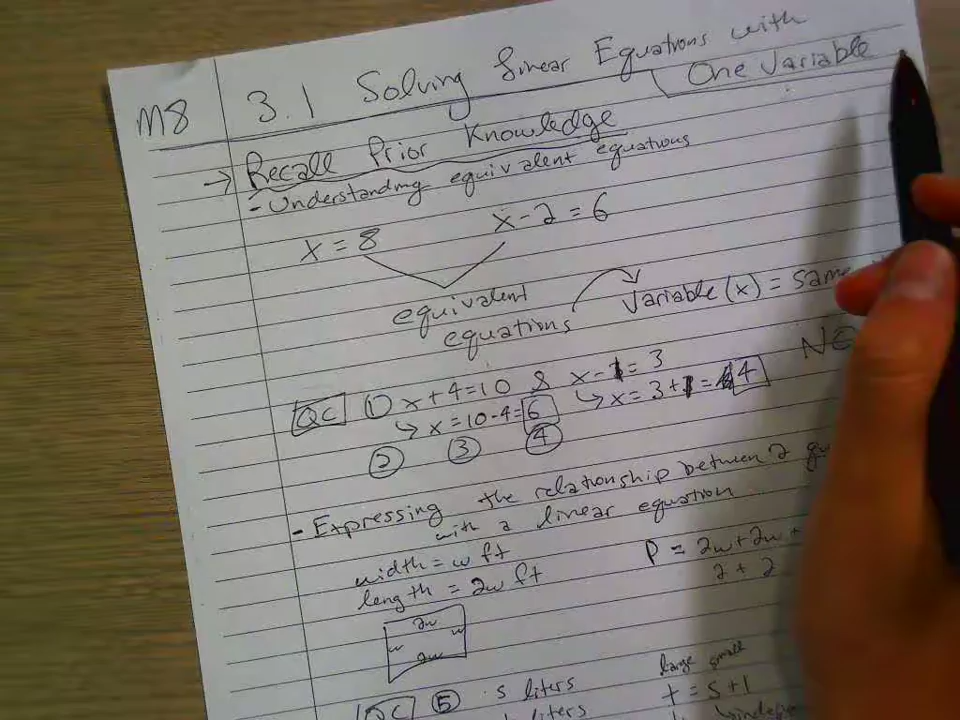 M8 3.1 Solving Linear Equations with
One Variable
→ Recall Prior Knowledge
- Understanding equivalent equations
x = 8 x - 2 = 6
equivalent
equations
Variable (x) = same
QC ① x + 4 = 10 & x - 1 = 3
↳ x = 10 - 4 = 6 ↳ x = 3 + 1 = 4
② ③ ④
- Expressing the relationship between 2
with a linear equation
width = w ft
length = 2w ft
P = 2w + 2w +
2 + 2
2w
w w
2w
large small
QC ⑤ s liters
t = s + 1
liters